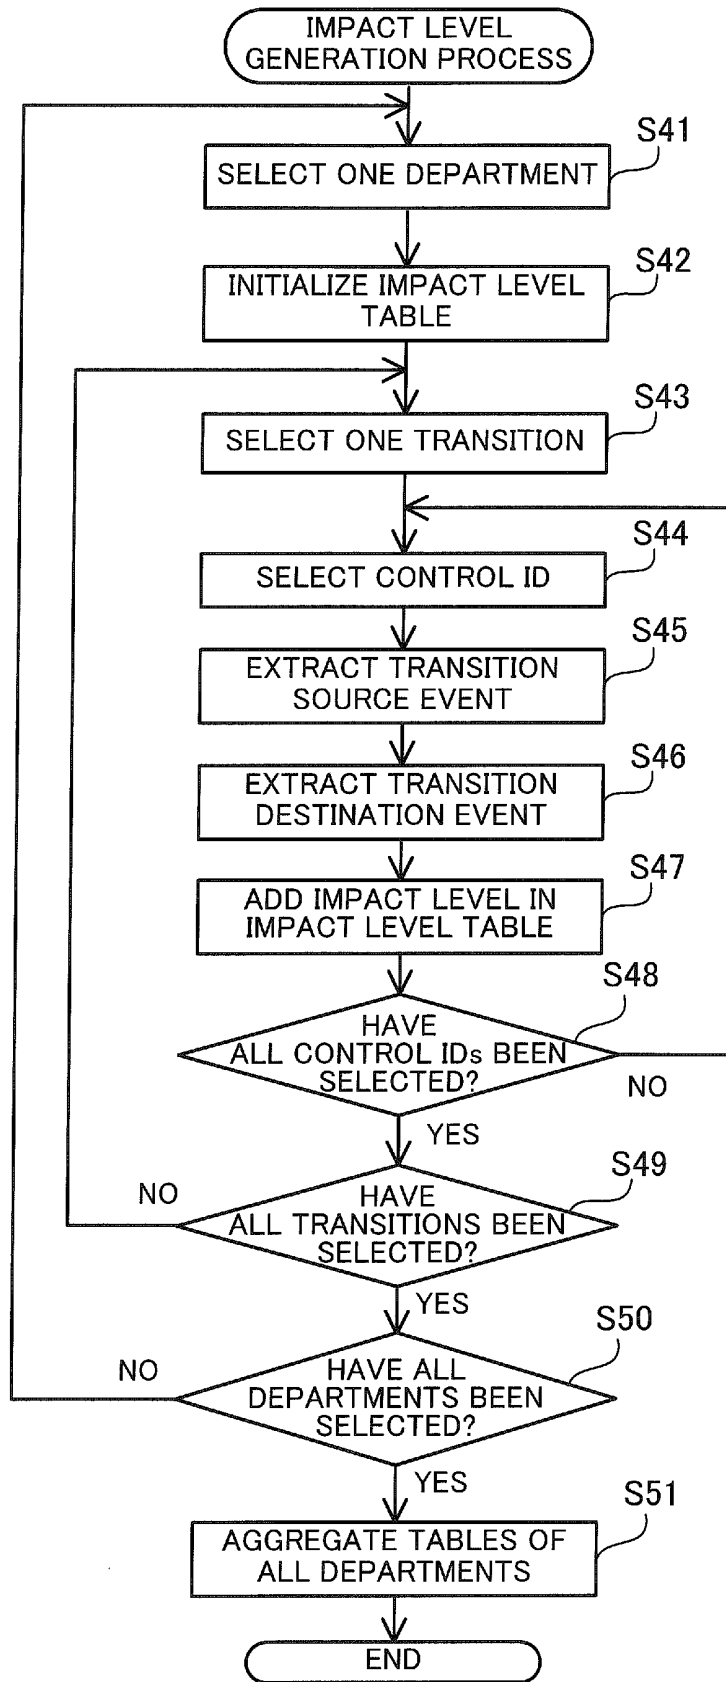 IMPACT LEVEL
GENERATION PROCESS
S41
SELECT ONE DEPARTMENT
S42
INITIALIZE IMPACT LEVEL
TABLE
S43
SELECT ONE TRANSITION
S44
SELECT CONTROL ID
S45
EXTRACT TRANSITION
SOURCE EVENT
S46
EXTRACT TRANSITION
DESTINATION EVENT
S47
ADD IMPACT LEVEL IN
IMPACT LEVEL TABLE
S48
HAVE
ALL CONTROL IDs BEEN
SELECTED?
NO
YES
S49
NO
HAVE
ALL TRANSITIONS BEEN
SELECTED?
YES
S50
NO
HAVE ALL
DEPARTMENTS BEEN
SELECTED?
YES
S51
AGGREGATE TABLES OF
ALL DEPARTMENTS
END